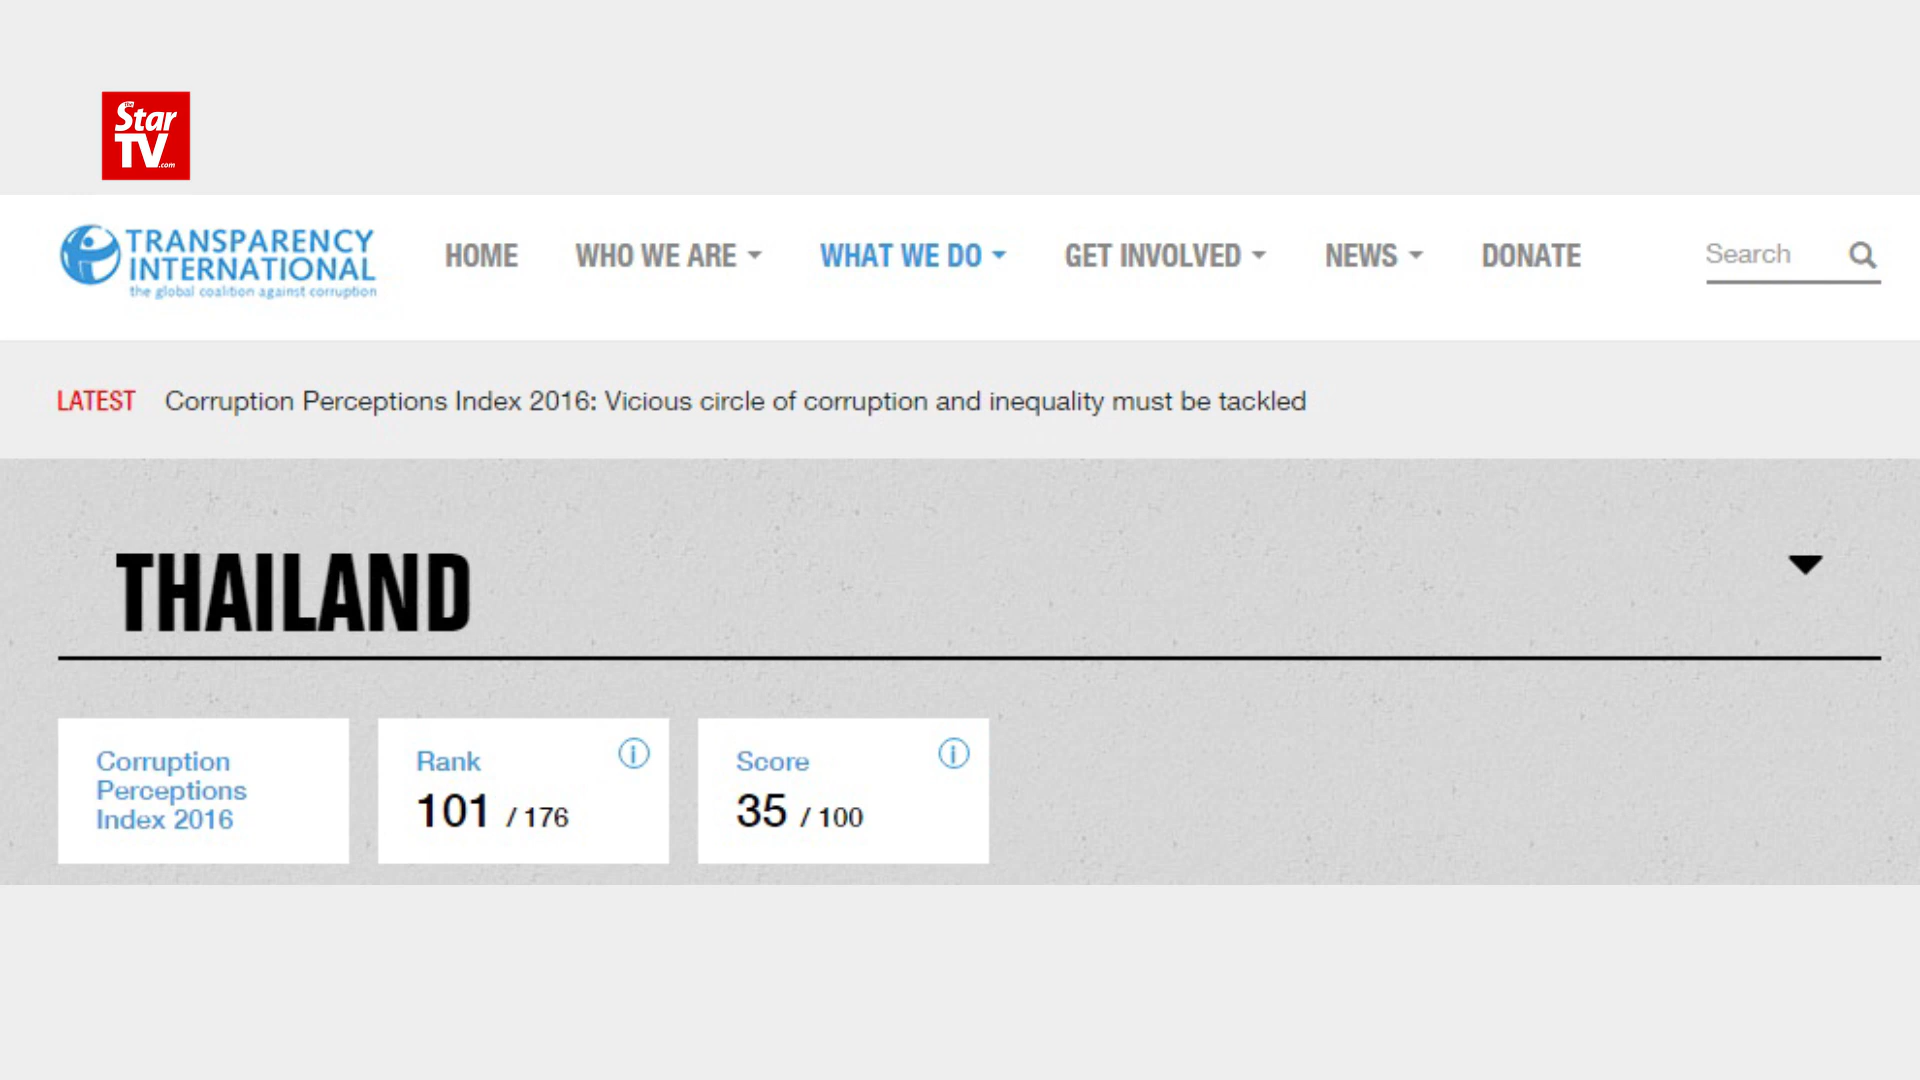 the
Star
TV.com
TRANSPARENCY
INTERNATIONAL
the global coalition against corruption
HOME WHO WE ARE WHAT WE DO GET INVOLVED NEWS DONATE Search
LATEST Corruption Perceptions Index 2016: Vicious circle of corruption and inequality must be tackled
THAILAND
Corruption
Perceptions
Index 2016
Rank
101 / 176
Score
35 / 100